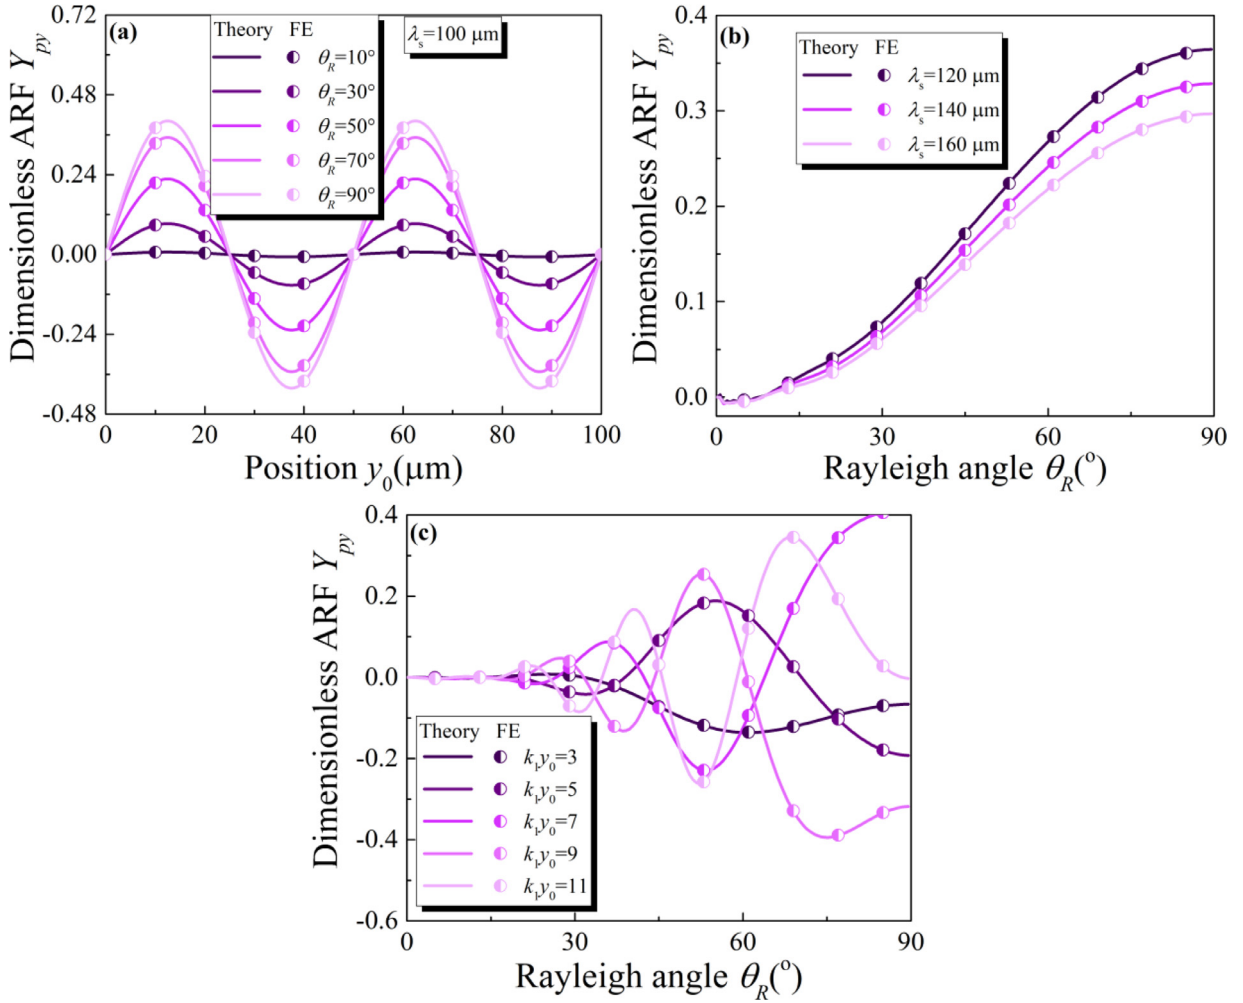 (a)
Theory FE
θR=10°
θR=30°
θR=50°
θR=70°
θR=90°
λs=100 μm
Dimensionless ARF Ypy
0.72
0.48
0.24
0.00
-0.24
-0.48
0 20 40 60 80 100
Position y0(μm)
(b)
Theory FE
λs=120 μm
λs=140 μm
λs=160 μm
Dimensionless ARF Ypy
0.4
0.3
0.2
0.1
0.0
0 30 60 90
Rayleigh angle θR(°)
(c)
Dimensionless ARF Ypy
0.4
0.2
0.0
-0.2
-0.4
-0.6
Theory FE
k1y0=3
k1y0=5
k1y0=7
k1y0=9
k1y0=11
0 30 60 90
Rayleigh angle θR(°)